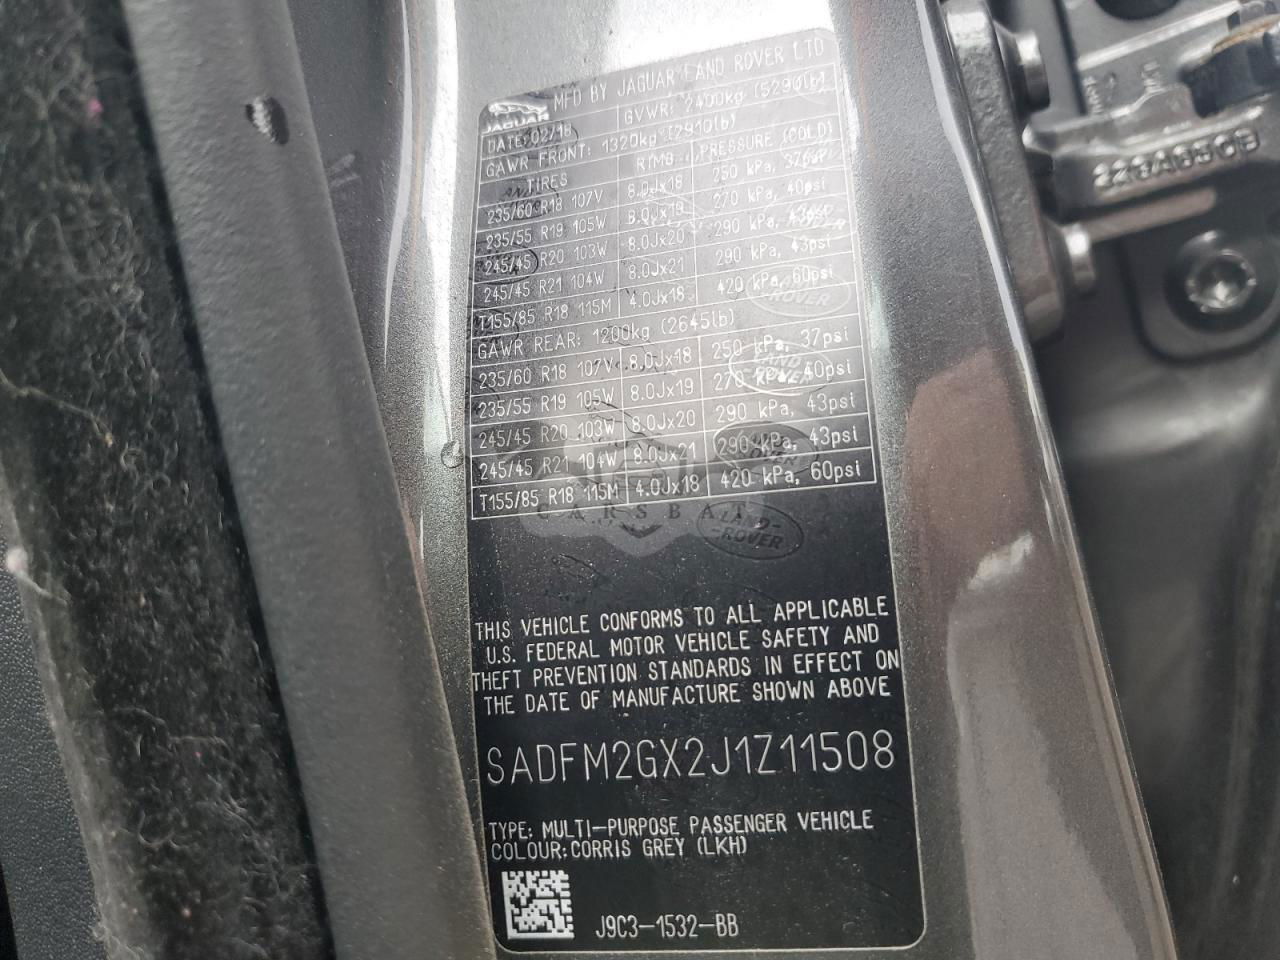 JAGUAR
MFD BY JAGUAR LAND ROVER LTD
DATE: 02/18 GVWR: 2400kg (5290lb)
GAWR FRONT: 1320kg (2910lb)
TIRES RIMS PRESSURE (COLD)
235/60 R18 107V 8.0Jx18 250 kPa, 37psi
235/55 R19 105W 8.0Jx19 270 kPa, 40psi
245/45 R20 103W 8.0Jx20 290 kPa, 43psi
245/45 R21 104W 8.0Jx21 290 kPa, 43psi
T155/85 R18 115M 4.0Jx18 420 kPa, 60psi
GAWR REAR: 1200kg (2645lb)
235/60 R18 107V 8.0Jx18 250 kPa, 37psi
235/55 R19 105W 8.0Jx19 270 kPa, 40psi
245/45 R20 103W 8.0Jx20 290 kPa, 43psi
245/45 R21 104W 8.0Jx21 290 kPa, 43psi
T155/85 R18 115M 4.0Jx18 420 kPa, 60psi
LAND
ROVER
LAND-
-ROVER
THIS VEHICLE CONFORMS TO ALL APPLICABLE
U.S. FEDERAL MOTOR VEHICLE SAFETY AND
THEFT PREVENTION STANDARDS IN EFFECT ON
THE DATE OF MANUFACTURE SHOWN ABOVE
SADFM2GX2J1Z11508
TYPE: MULTI-PURPOSE PASSENGER VEHICLE
COLOUR:CORRIS GREY (LKH)
J9C3-1532-BB